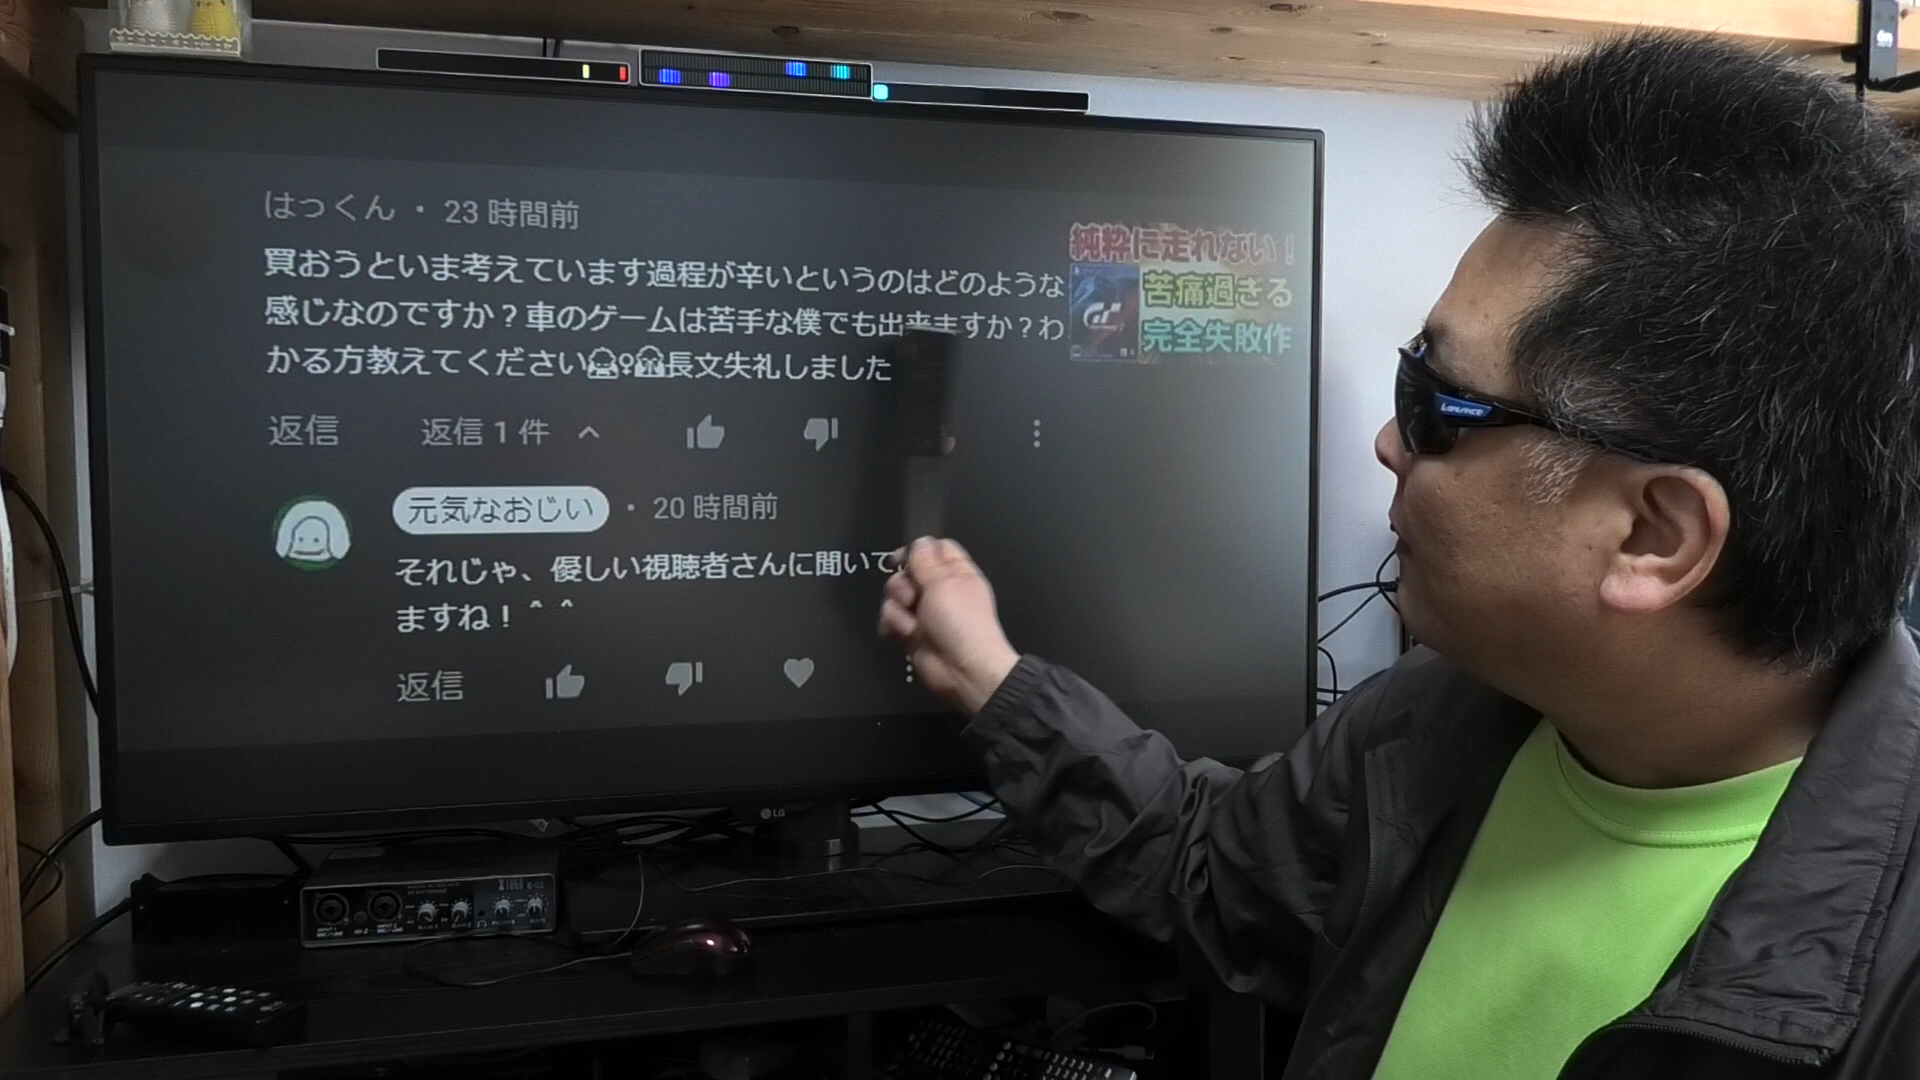 はっくん・23 時間前
買おうといま考えています過程が辛いというのはどのような
感じなのですか？車のゲームは苦手な僕でも出来ますか？わ
かる方教えてください🙇♀🙇長文失礼しました
純粋に走れない！
苦痛過ぎる
完全失敗作
返信 返信 1 件
元気なおじい・20 時間前
それじゃ、優しい視聴者さんに聞いて
ますね！＾＾
返信
LG